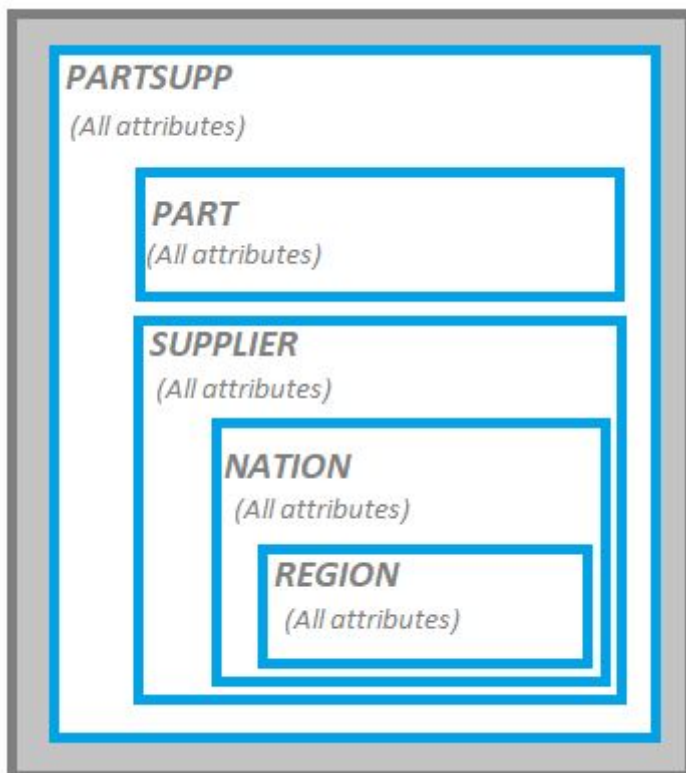 PARTSUPP
(All attributes)
PART
(All attributes)
SUPPLIER
(All attributes)
NATION
(All attributes)
REGION
(All attributes)